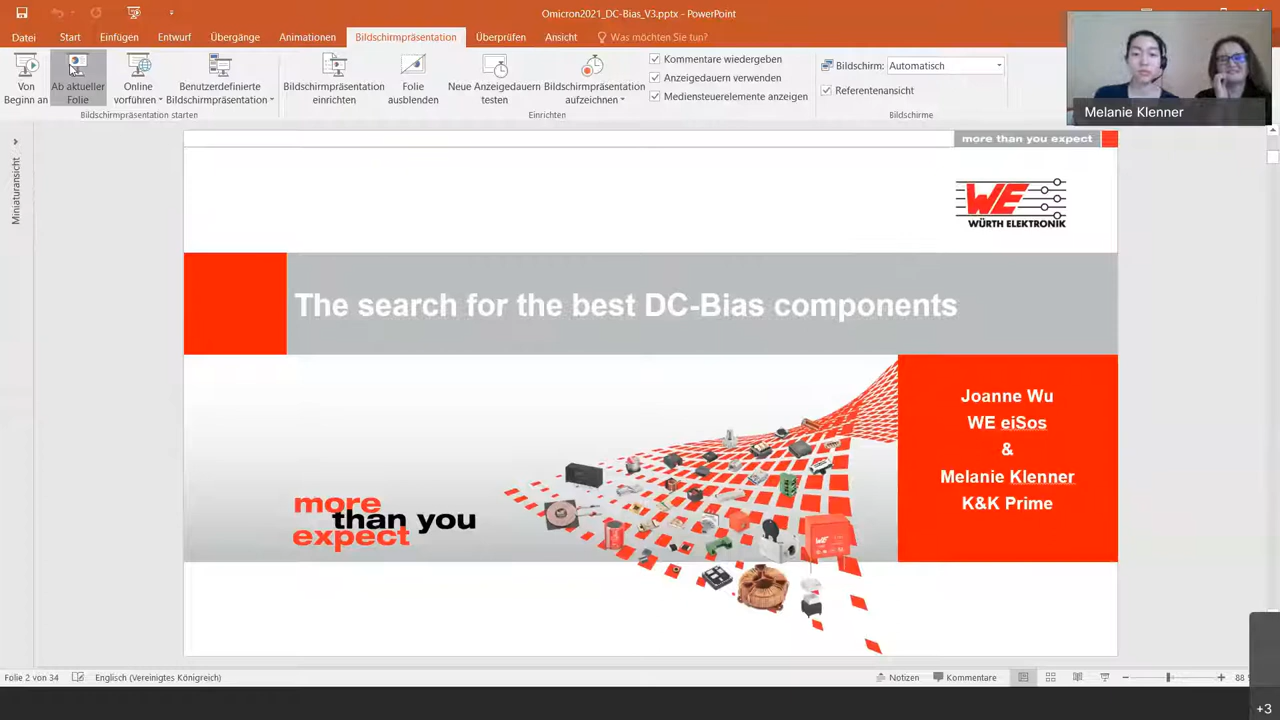 Omicron2021_DC-Bias_V3.pptx - PowerPoint
Datei
Start
Einfügen
Entwurf
Übergänge
Animationen
Bildschirmpräsentation
Überprüfen
Ansicht
Was möchten Sie tun?
Von
Beginn an
Ab aktueller
Folie
Online
vorführen
Benutzerdefinierte
Bildschirmpräsentation
Bildschirmpräsentation starten
Bildschirmpräsentation
einrichten
Folie
ausblenden
Neue Anzeigedauern
testen
Bildschirmpräsentation
aufzeichnen
Kommentare wiedergeben
Anzeigedauern verwenden
Mediensteuerelemente anzeigen
Einrichten
Bildschirm:
Automatisch
Referentenansicht
Bildschirme
Melanie Klenner
Miniaturansicht
more than you expect
WE
WÜRTH ELEKTRONIK
The search for the best DC-Bias components
Joanne Wu
WE eiSos
&
Melanie Klenner
K&K Prime
more
than you
expect
Folie 2 von 34
Englisch (Vereinigtes Königreich)
Notizen
Kommentare
88
+3